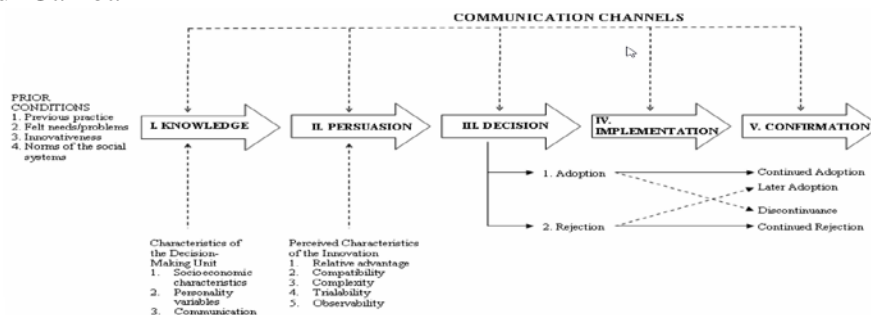 COMMUNICATION CHANNELS
PRIOR
CONDITIONS
1. Previous practice
2. Felt needs/problems
3. Innovativeness
4. Norms of the social
systems
I. KNOWLEDGE
II. PERSUASION
III. DECISION
IV.
IMPLEMENTATION
V. CONFIRMATION
1. Adoption
2. Rejection
Continued Adoption
Later Adoption
Discontinuance
Continued Rejection
Characteristics of
the Decision-
Making Unit
1. Socioeconomic
characteristics
2. Personality
variables
3. Communication
Perceived Characteristics
of the Innovation
1. Relative advantage
2. Compatibility
3. Complexity
4. Trialability
5. Observability